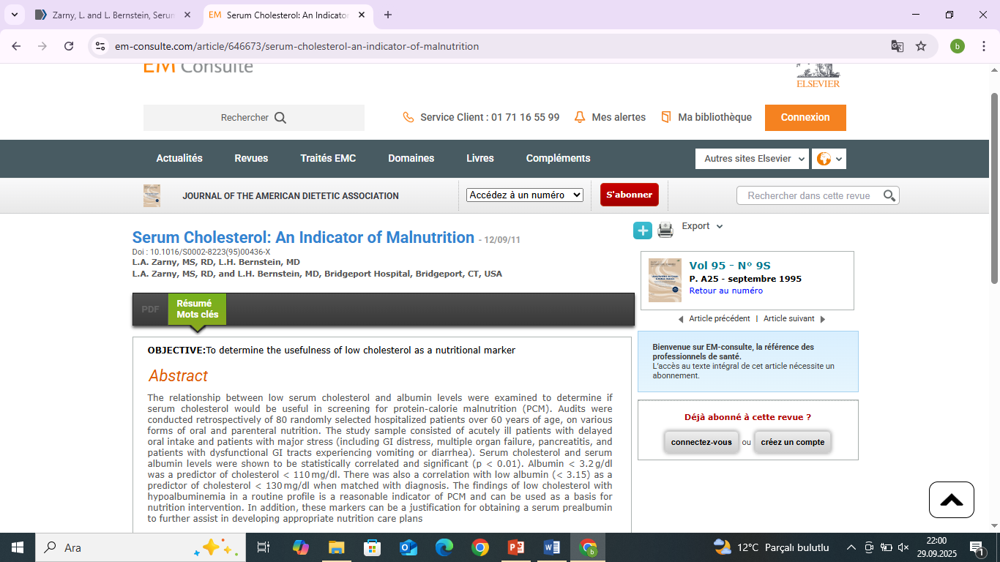 Zarny, L. and L. Bernstein, Serun
EM Serum Cholesterol: An Indicator
em-consulte.com/article/646673/serum-cholesterol-an-indicator-of-malnutrition
b
EM Consulte
ELSEVIER
Rechercher
Service Client : 01 71 16 55 99
Mes alertes
Ma bibliothèque
Connexion
Actualités
Revues
Traités EMC
Domaines
Livres
Compléments
Autres sites Elsevier
JOURNAL OF THE AMERICAN DIETETIC ASSOCIATION
Accédez à un numéro
S'abonner
Rechercher dans cette revue
Serum Cholesterol: An Indicator of Malnutrition - 12/09/11
Doi : 10.1016/S0002-8223(95)00436-X
L.A. Zarny, MS, RD, L.H. Bernstein, MD
L.A. Zarny, MS, RD, and L.H. Bernstein, MD, Bridgeport Hospital, Bridgeport, CT, USA
Export
Vol 95 - N° 9S
P. A25 - septembre 1995
Retour au numéro
Article précédent | Article suivant
PDF
Résumé
Mots clés
OBJECTIVE:To determine the usefulness of low cholesterol as a nutritional marker
Abstract
The relationship between low serum cholesterol and albumin levels were examined to determine if
serum cholesterol would be useful in screening for protein-calorie malnutrition (PCM). Audits were
conducted retrospectively of 80 randomly selected hospitalized patients over 60 years of age, on various
forms of oral and parenteral nutrition. The study sample consisted of acutely ill patients with delayed
oral intake and patients with major stress (including GI distress, multiple organ failure, pancreatitis, and
patients with dysfunctional GI tracts experiencing vomiting or diarrhea). Serum cholesterol and serum
albumin levels were shown to be statistically correlated and significant (p < 0.01). Albumin < 3.2 g/dl
was a predictor of cholesterol < 110 mg/dl. There was also a correlation with low albumin (< 3.15) as a
predictor of cholesterol < 130 mg/dl when matched with diagnosis. The findings of low cholesterol with
hypoalbuminemia in a routine profile is a reasonable indicator of PCM and can be used as a basis for
nutrition intervention. In addition, these markers can be a justification for obtaining a serum prealbumin
to further assist in developing appropriate nutrition care plans
Bienvenue sur EM-consulte, la référence des
professionnels de santé.
L'accès au texte intégral de cet article nécessite un
abonnement.
Déjà abonné à cette revue ?
connectez-vous ou créez un compte
Ara
12°C Parçalı bulutlu
22:00
29.09.2025
1